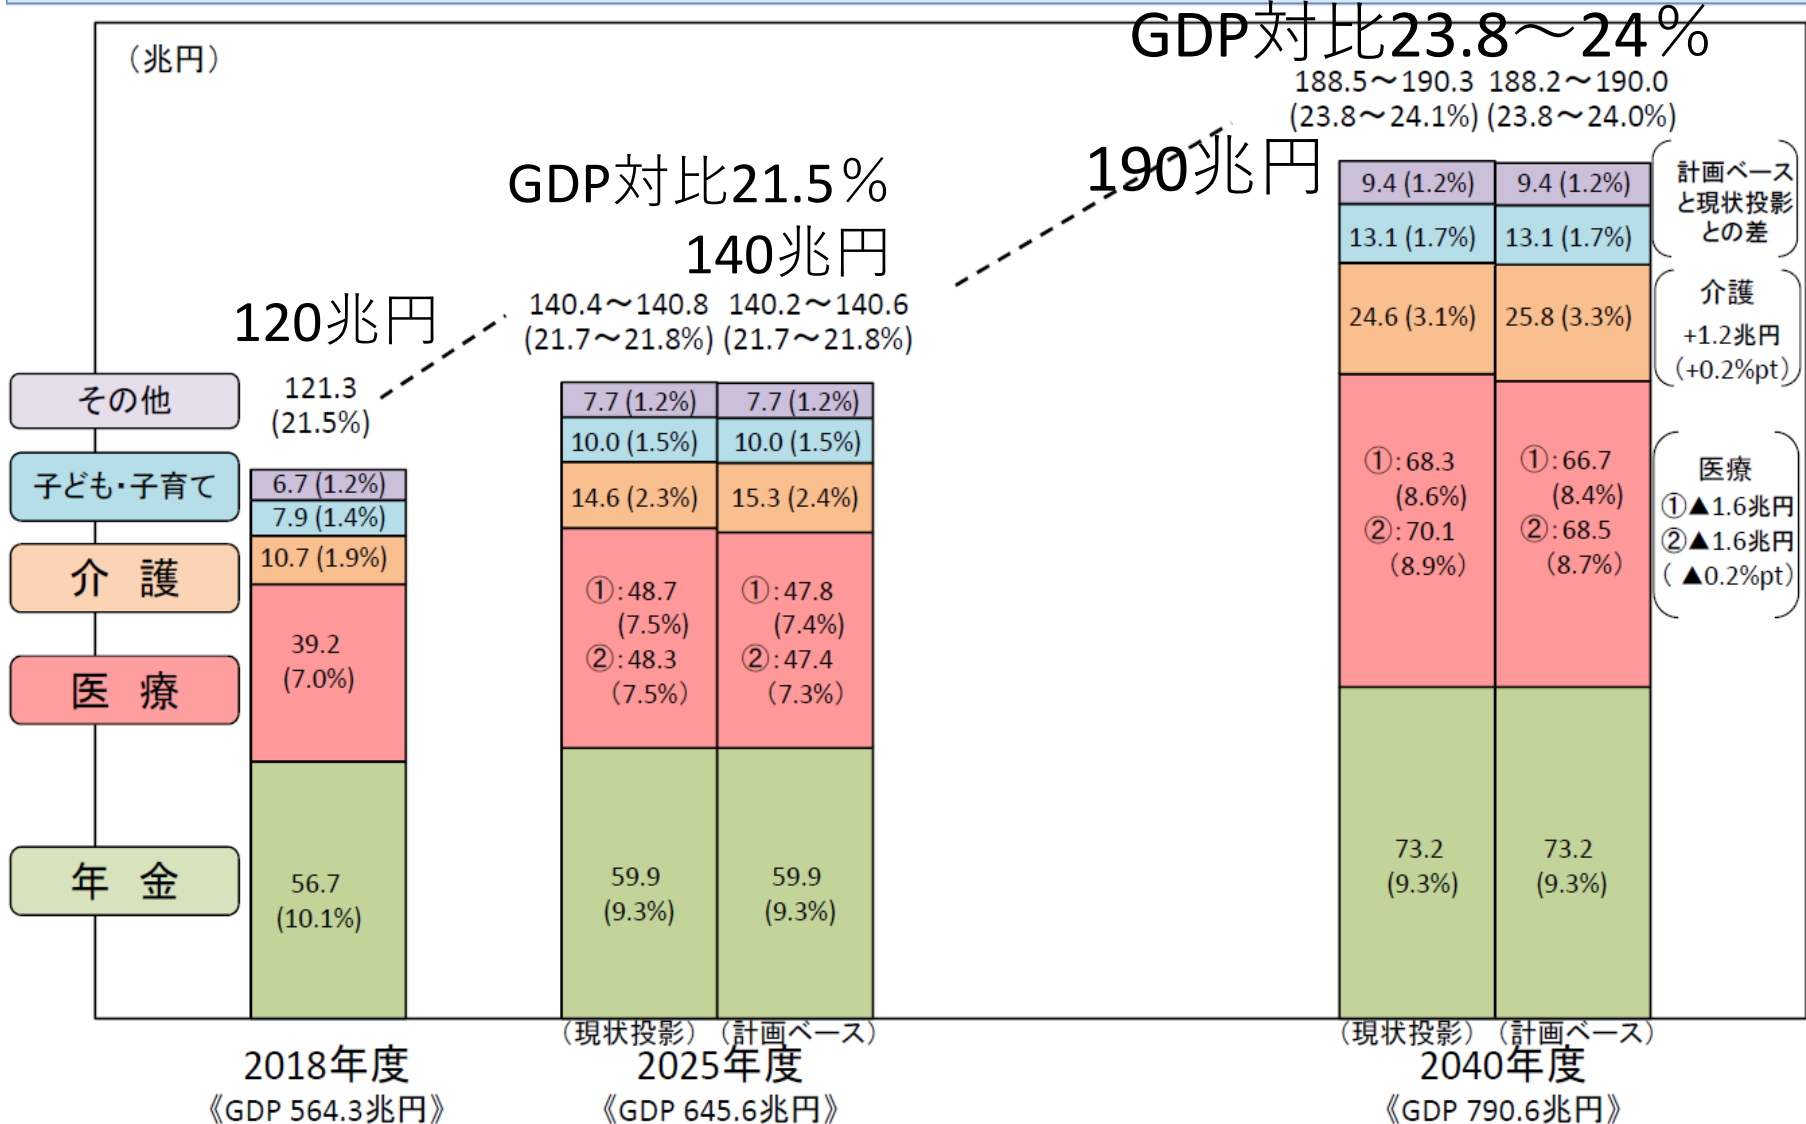 GDP対比23.8～24％
（兆円）
188.5～190.3 188.2～190.0
(23.8～24.1%) (23.8～24.0%)
190兆円
GDP対比21.5％
140兆円
140.4～140.8 140.2～140.6
(21.7～21.8%) (21.7～21.8%)
120兆円
121.3
(21.5%)
その他
子ども・子育て
介 護
医 療
年 金
6.7 (1.2%)
7.9 (1.4%)
10.7 (1.9%)
39.2
(7.0%)
56.7
(10.1%)
7.7 (1.2%)
10.0 (1.5%)
14.6 (2.3%)
①:48.7
(7.5%)
②:48.3
(7.5%)
59.9
(9.3%)
7.7 (1.2%)
10.0 (1.5%)
15.3 (2.4%)
①:47.8
(7.4%)
②:47.4
(7.3%)
59.9
(9.3%)
9.4 (1.2%)
13.1 (1.7%)
24.6 (3.1%)
①:68.3
(8.6%)
②:70.1
(8.9%)
73.2
(9.3%)
9.4 (1.2%)
13.1 (1.7%)
25.8 (3.3%)
①:66.7
(8.4%)
②:68.5
(8.7%)
73.2
(9.3%)
計画ベース
と現状投影
との差
介護
+1.2兆円
(+0.2%pt)
医療
①▲1.6兆円
②▲1.6兆円
( ▲0.2%pt)
（現状投影）（計画ベース）
（現状投影）（計画ベース）
2018年度
2025年度
2040年度
《GDP 564.3兆円》
《GDP 645.6兆円》
《GDP 790.6兆円》